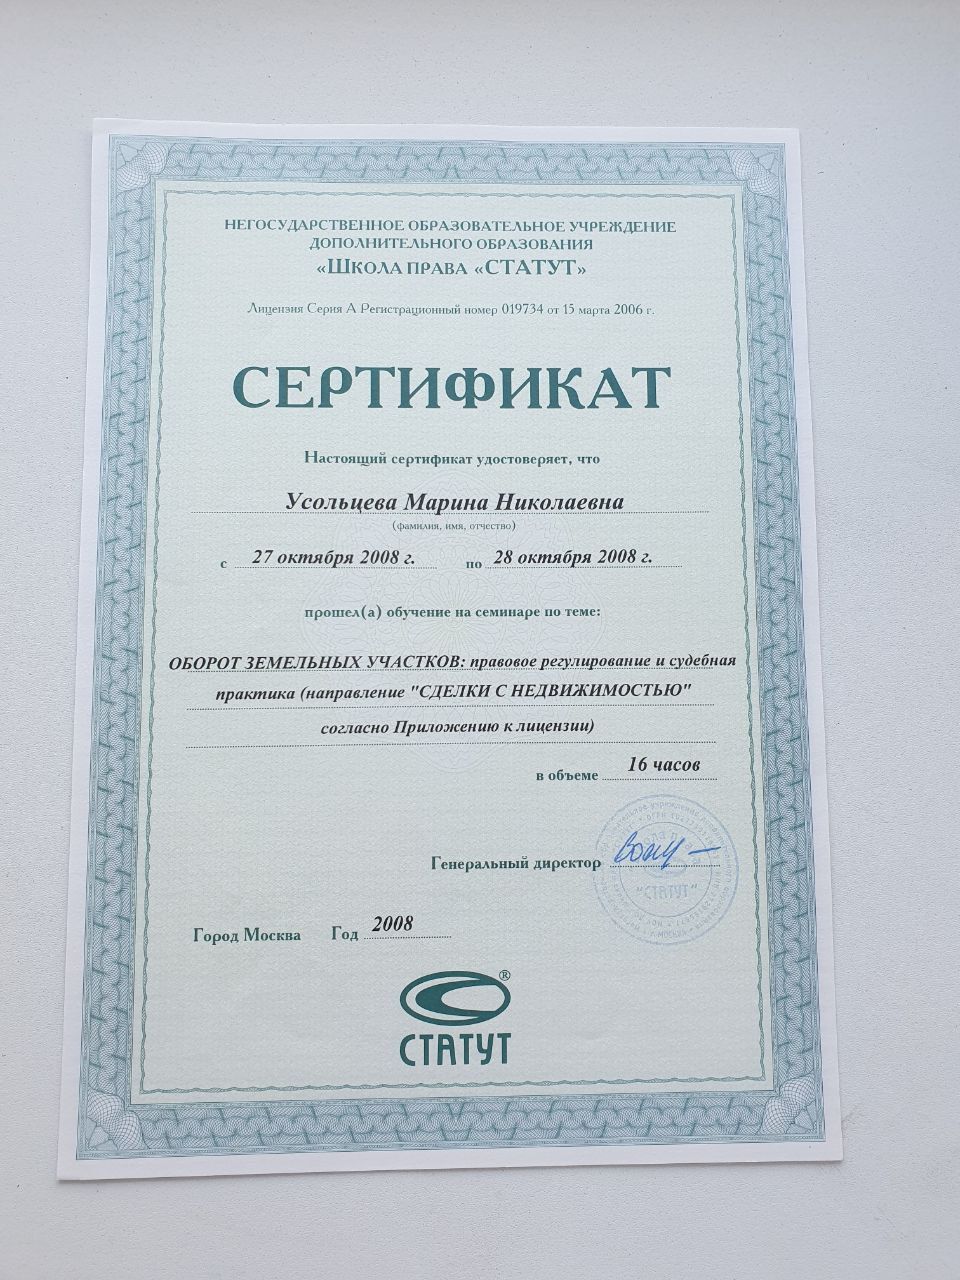 НЕГОСУДАРСТВЕННОЕ ОБРАЗОВАТЕЛЬНОЕ УЧРЕЖДЕНИЕ
ДОПОЛНИТЕЛЬНОГО ОБРАЗОВАНИЯ
«ШКОЛА ПРАВА «СТАТУТ»
Лицензия Серия А Регистрационный номер 019734 от 15 марта 2006 г.
СЕРТИФИКАТ
Настоящий сертификат удостоверяет, что
Усольцева Марина Николаевна
(фамилия, имя, отчество)
с 27 октября 2008 г. по 28 октября 2008 г.
прошел(а) обучение на семинаре по теме:
ОБОРОТ ЗЕМЕЛЬНЫХ УЧАСТКОВ: правовое регулирование и судебная
практика (направление "СДЕЛКИ С НЕДВИЖИМОСТЬЮ"
согласно Приложению к лицензии)
в объеме 16 часов
Генеральный директор
"СТАТУТ"
Город Москва Год 2008
®
СТАТУТ